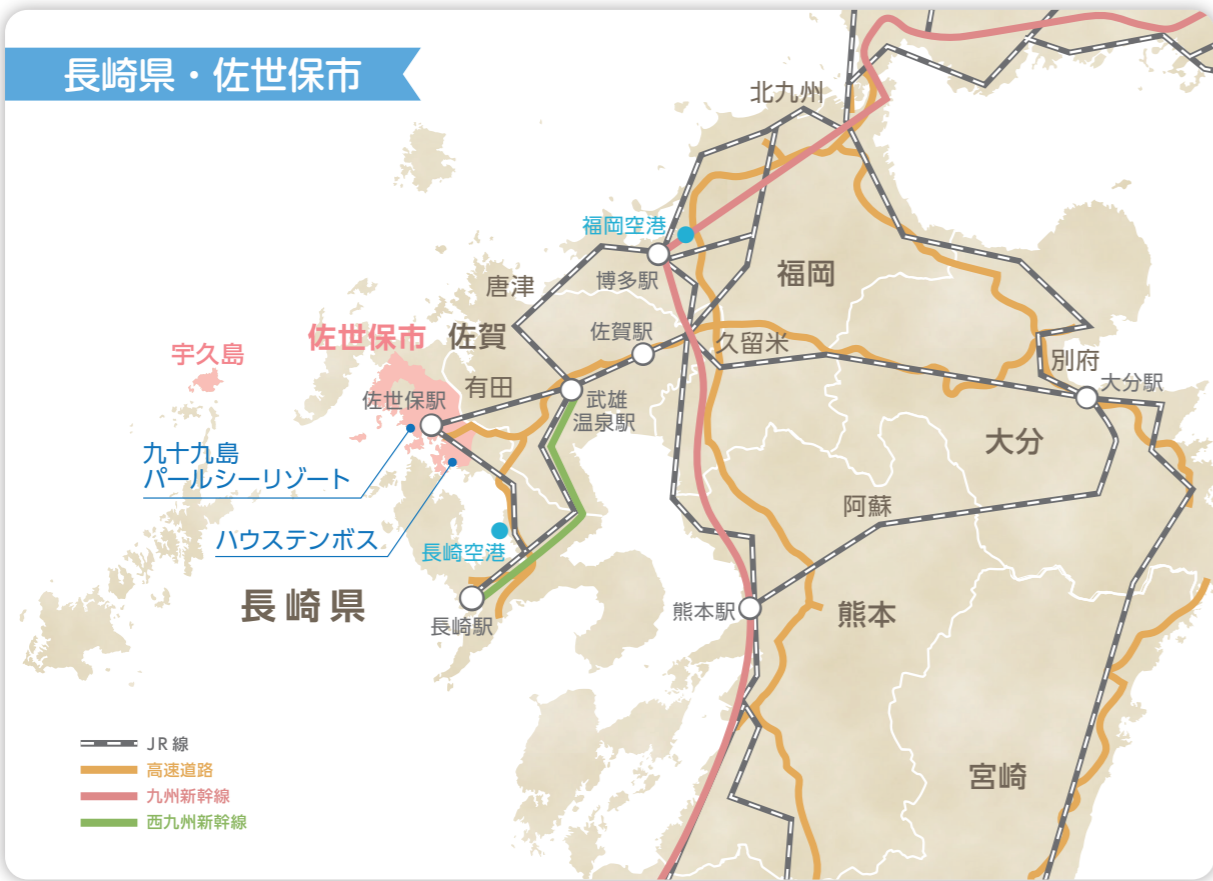 長崎県・佐世保市
北九州
福岡空港
博多駅
福岡
唐津
佐世保市
佐賀
佐賀駅
久留米
宇久島
有田
別府
佐世保駅
武雄
温泉駅
大分駅
九十九島
パールシーリゾート
大分
ハウステンボス
長崎空港
阿蘇
長崎県
長崎駅
熊本駅
熊本
宮崎
JR線
高速道路
九州新幹線
西九州新幹線